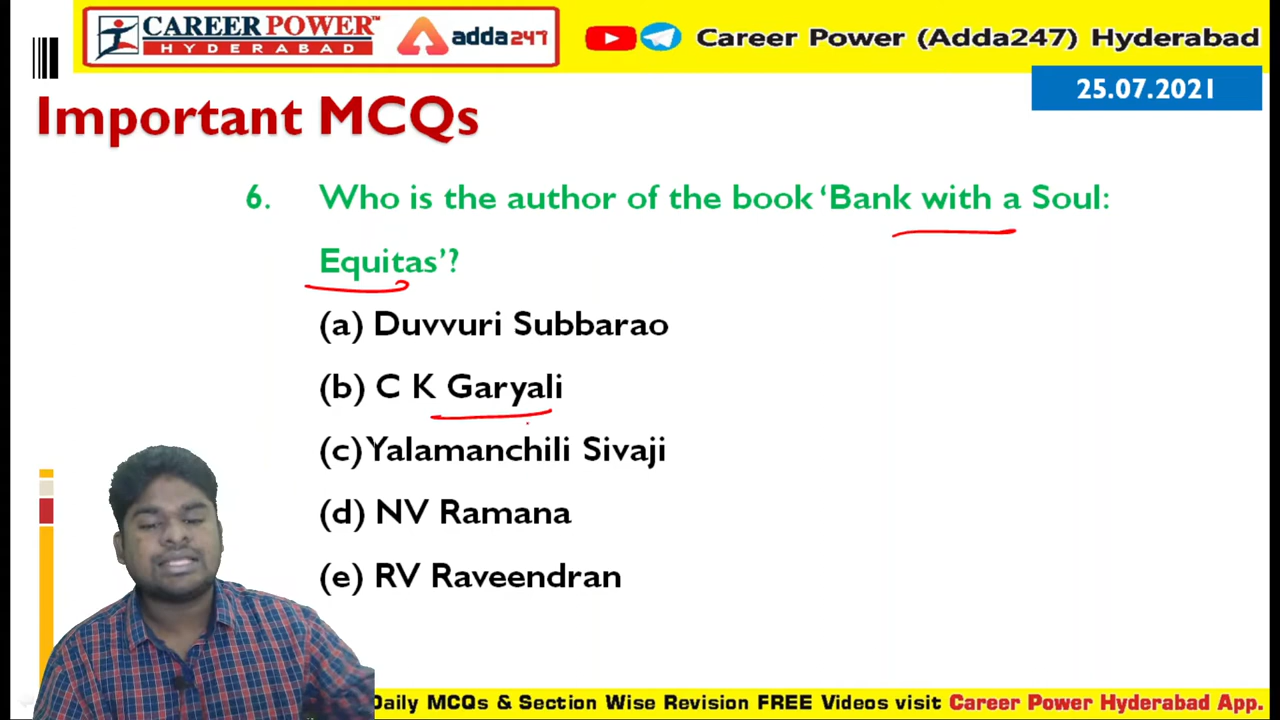 CAREER POWER™
HYDERABAD
adda247
Career Power (Adda247) Hyderabad
25.07.2021
Important MCQs
6. Who is the author of the book ‘Bank with a Soul:
Equitas’?
(a) Duvvuri Subbarao
(b) C K Garyali
(c) Yalamanchili Sivaji
(d) NV Ramana
(e) RV Raveendran
Daily MCQs & Section Wise Revision FREE Videos visit Career Power Hyderabad App.